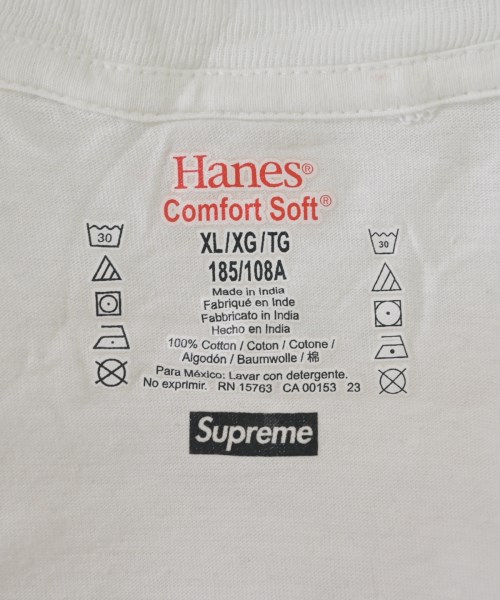 Hanes®
Comfort Soft®
30
XL/XG/TG
30
185/108A
Made in India
Fabriqué en Inde
Fabbricato in India
Hecho en India
100% Cotton / Coton / Cotone /
Algodón / Baumwolle / 棉
Para México: Lavar con detergente.
No exprimir. RN 15763 CA 00153 23
Supreme